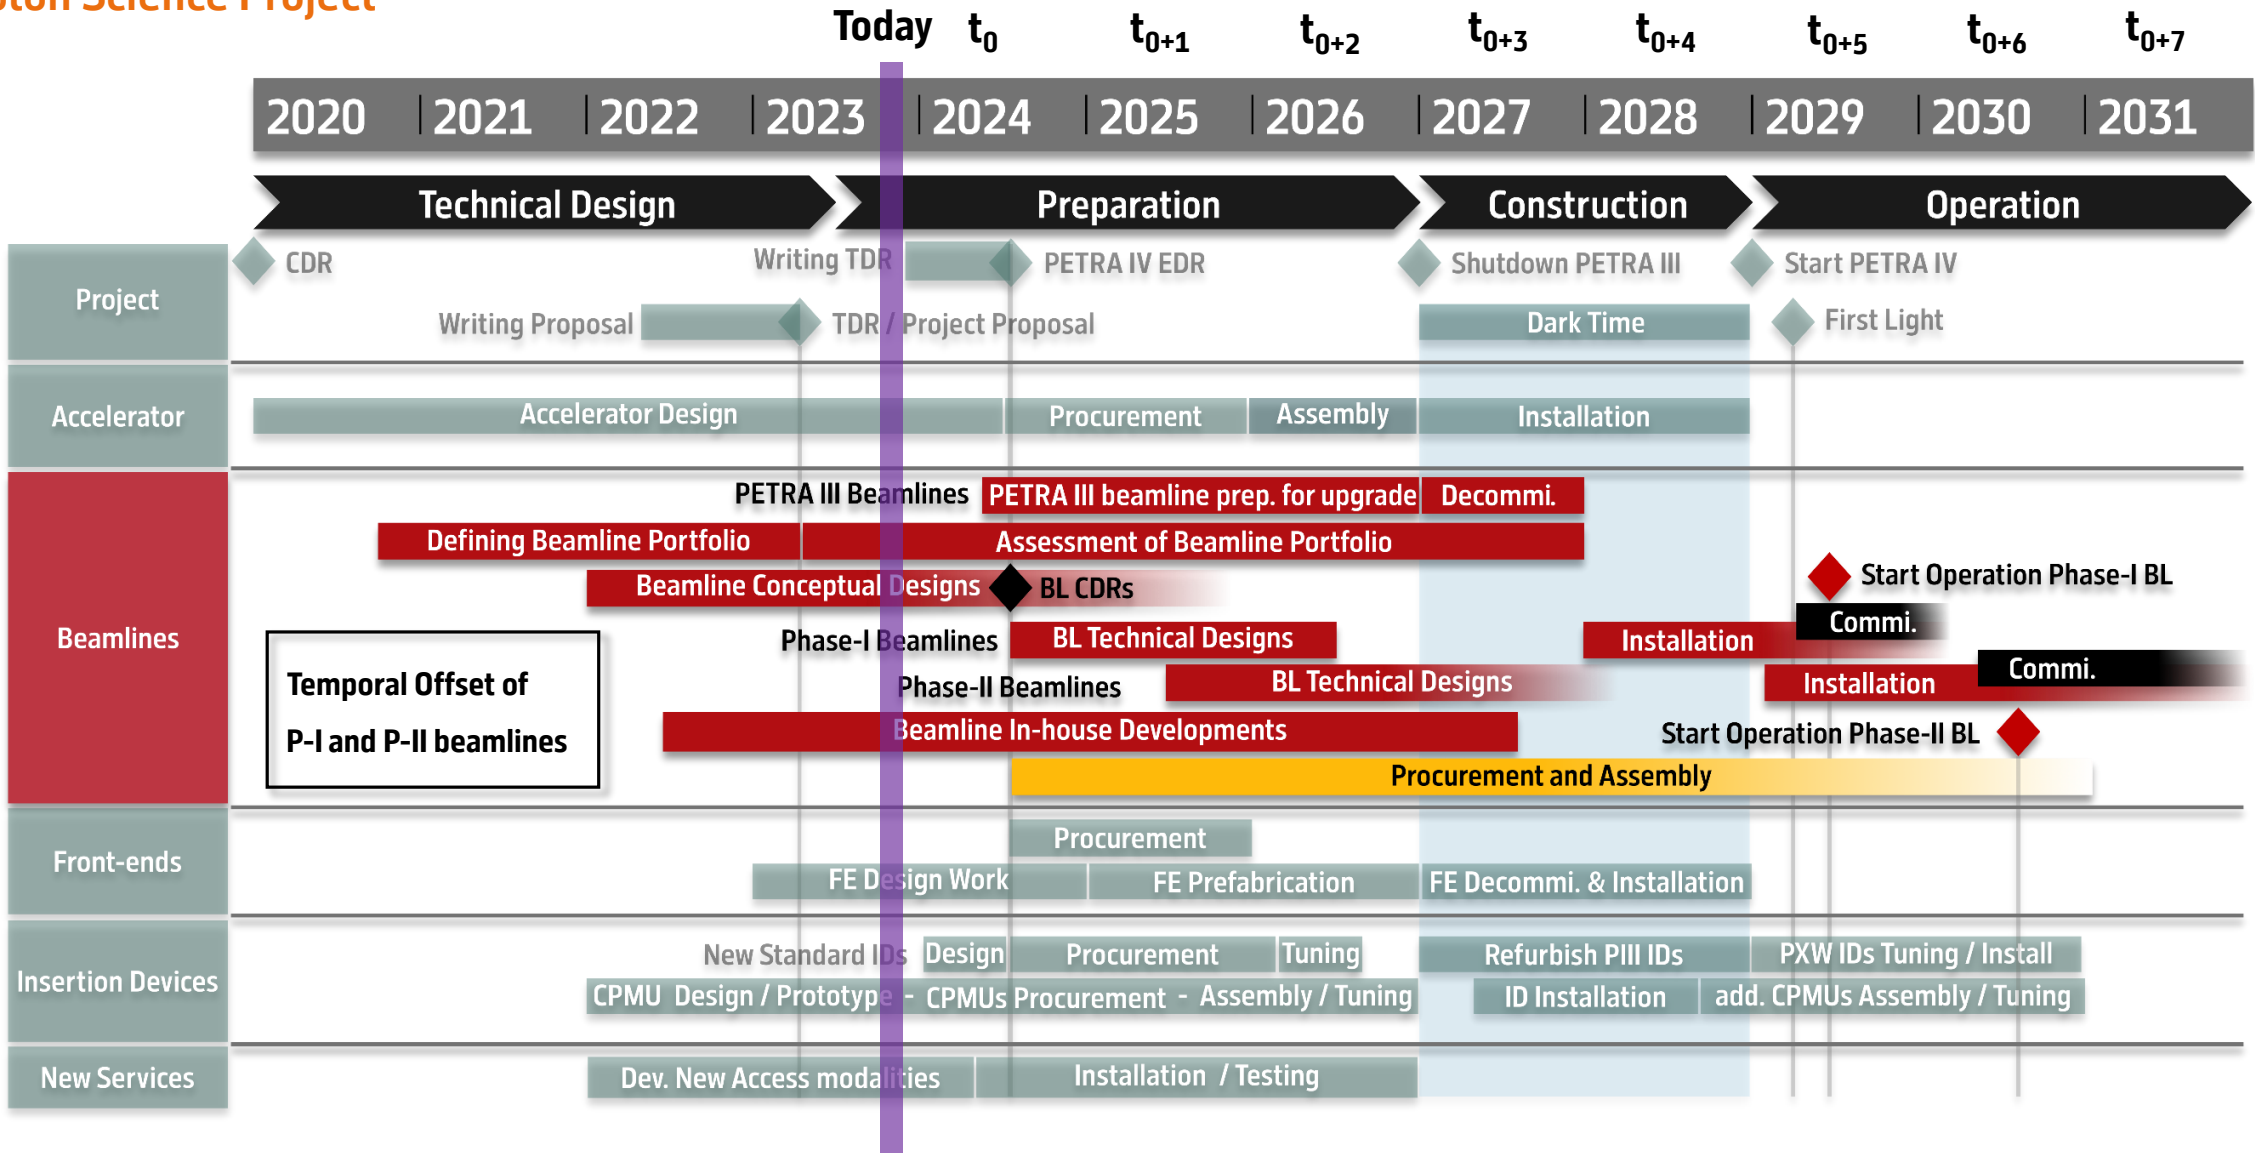 Science Project
Today t0 t0+1 t0+2 t0+3 t0+4 t0+5 t0+6 t0+7
2020 2021 2022 2023 2024 2025 2026 2027 2028 2029 2030 2031
Technical Design Preparation Construction Operation
Project
CDR
Writing TDR
PETRA IV EDR
Shutdown PETRA III
Start PETRA IV
Writing Proposal
TDR / Project Proposal
Dark Time
First Light
Accelerator
Accelerator Design
Procurement
Assembly
Installation
Beamlines
PETRA III Beamlines
PETRA III beamline prep. for upgrade
Decommi.
Defining Beamline Portfolio
Assessment of Beamline Portfolio
Beamline Conceptual Designs
BL CDRs
Start Operation Phase-I BL
Phase-I Beamlines
BL Technical Designs
Installation
Commi.
Phase-II Beamlines
BL Technical Designs
Installation
Commi.
Temporal Offset of
P-I and P-II beamlines
Beamline In-house Developments
Start Operation Phase-II BL
Procurement and Assembly
Front-ends
Procurement
FE Design Work
FE Prefabrication
FE Decommi. & Installation
Insertion Devices
New Standard IDs
Design
Procurement
Tuning
Refurbish PIII IDs
PXW IDs Tuning / Install
CPMU Design / Prototype - CPMUs Procurement - Assembly / Tuning
ID Installation
add. CPMUs Assembly / Tuning
New Services
Dev. New Access modalities
Installation / Testing